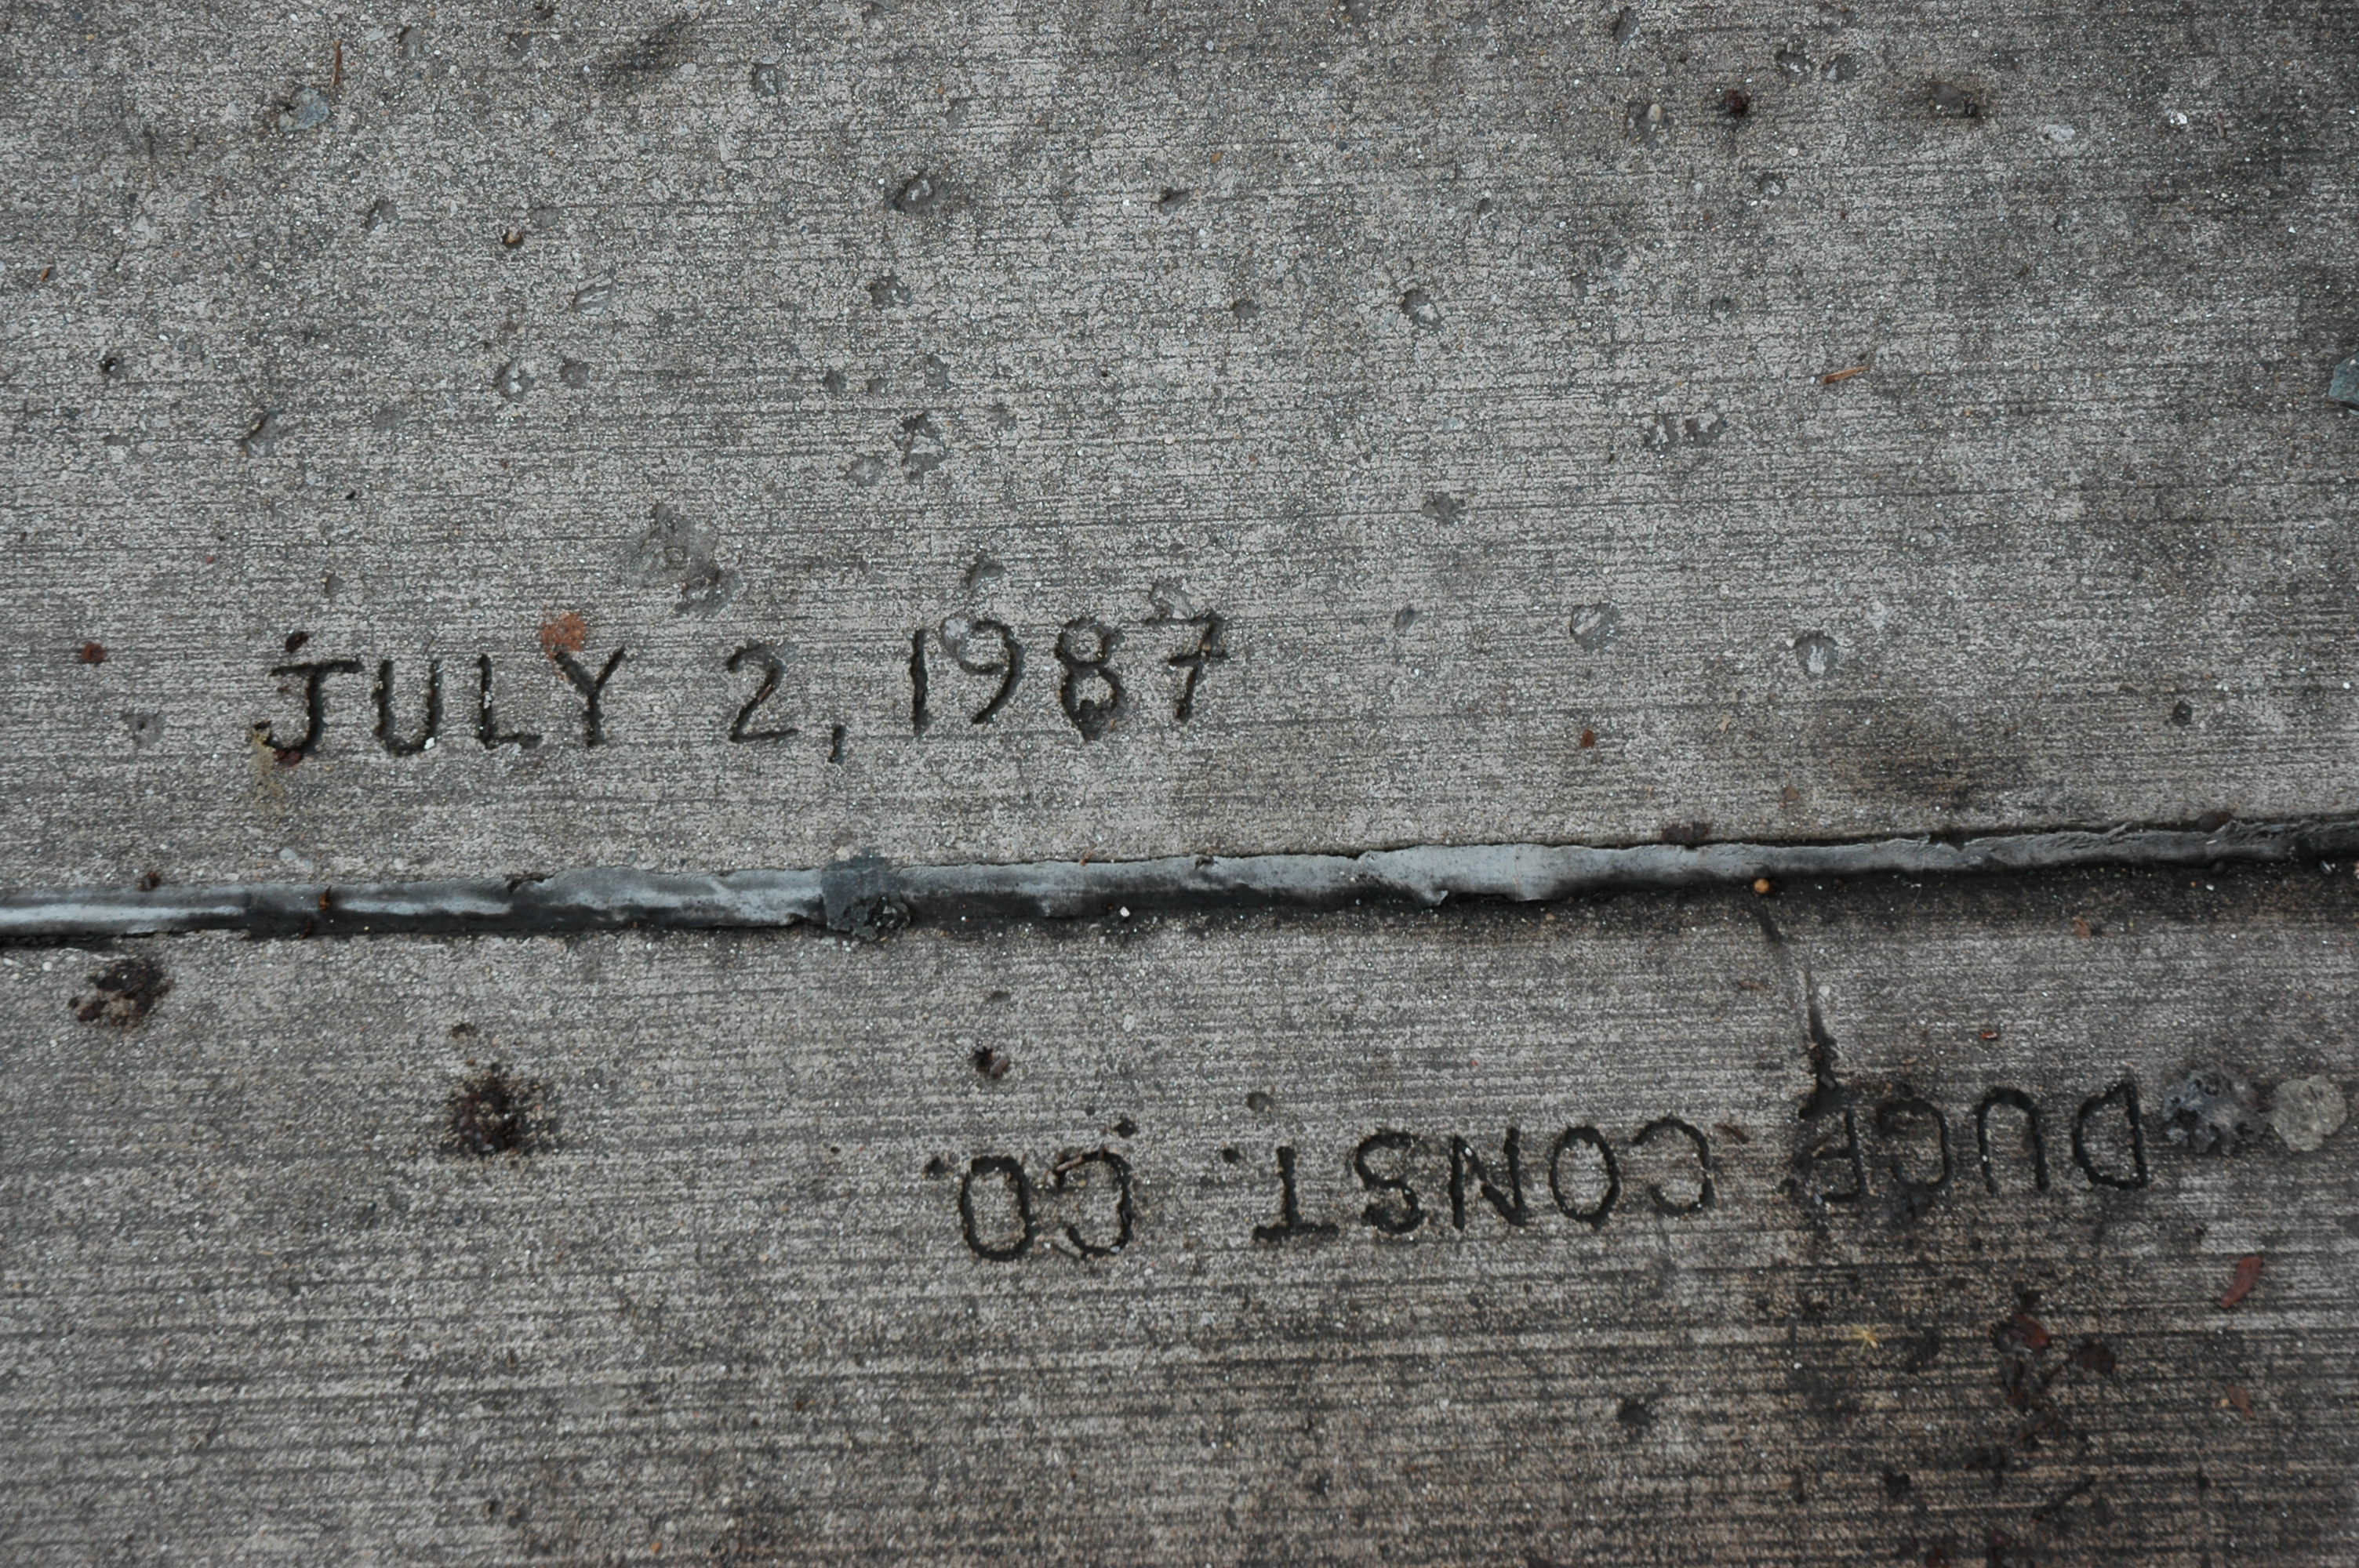 JULY 2, 1987
DUCE CONST. CO.